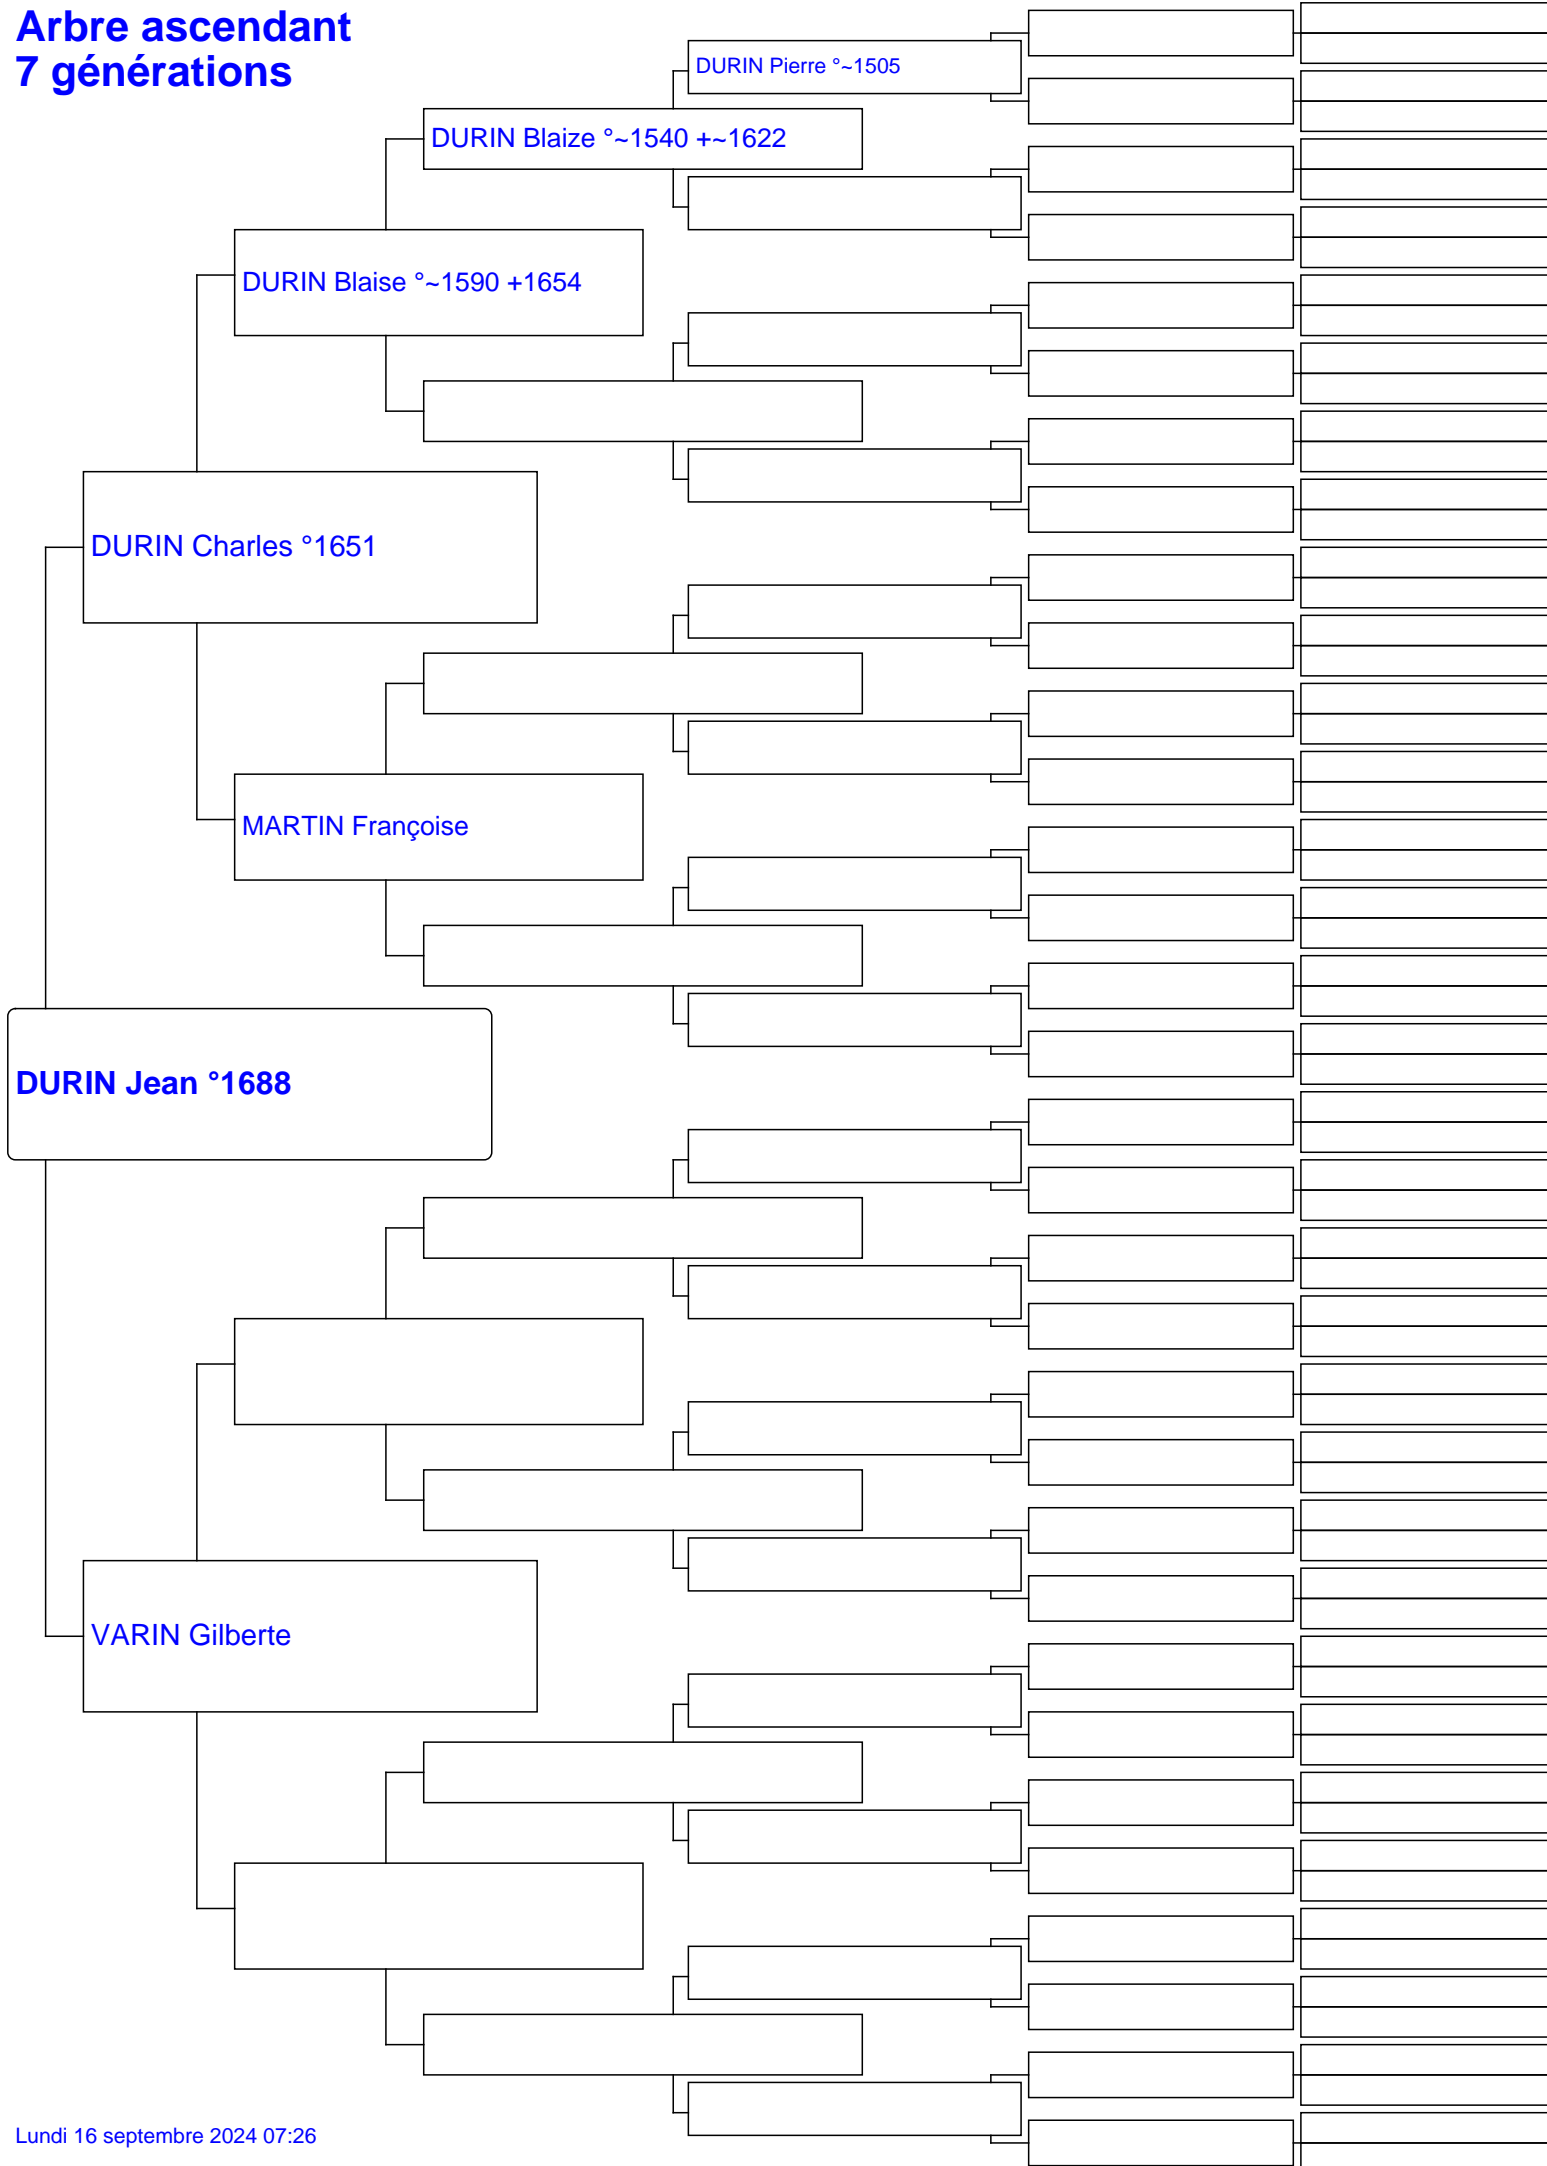 Arbre ascendant
7 générations
DURIN Pierre °~1505
DURIN Blaize °~1540 +~1622
DURIN Blaise °~1590 +1654
DURIN Charles °1651
MARTIN Françoise
DURIN Jean °1688
VARIN Gilberte
Lundi 16 septembre 2024 07:26